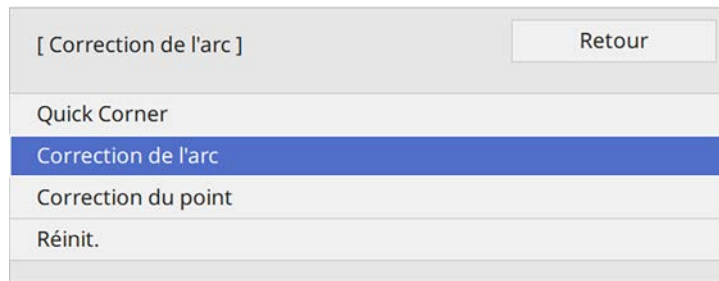 [ Correction de l'arc ]
Retour
Quick Corner
Correction de l'arc
Correction du point
Réinit.